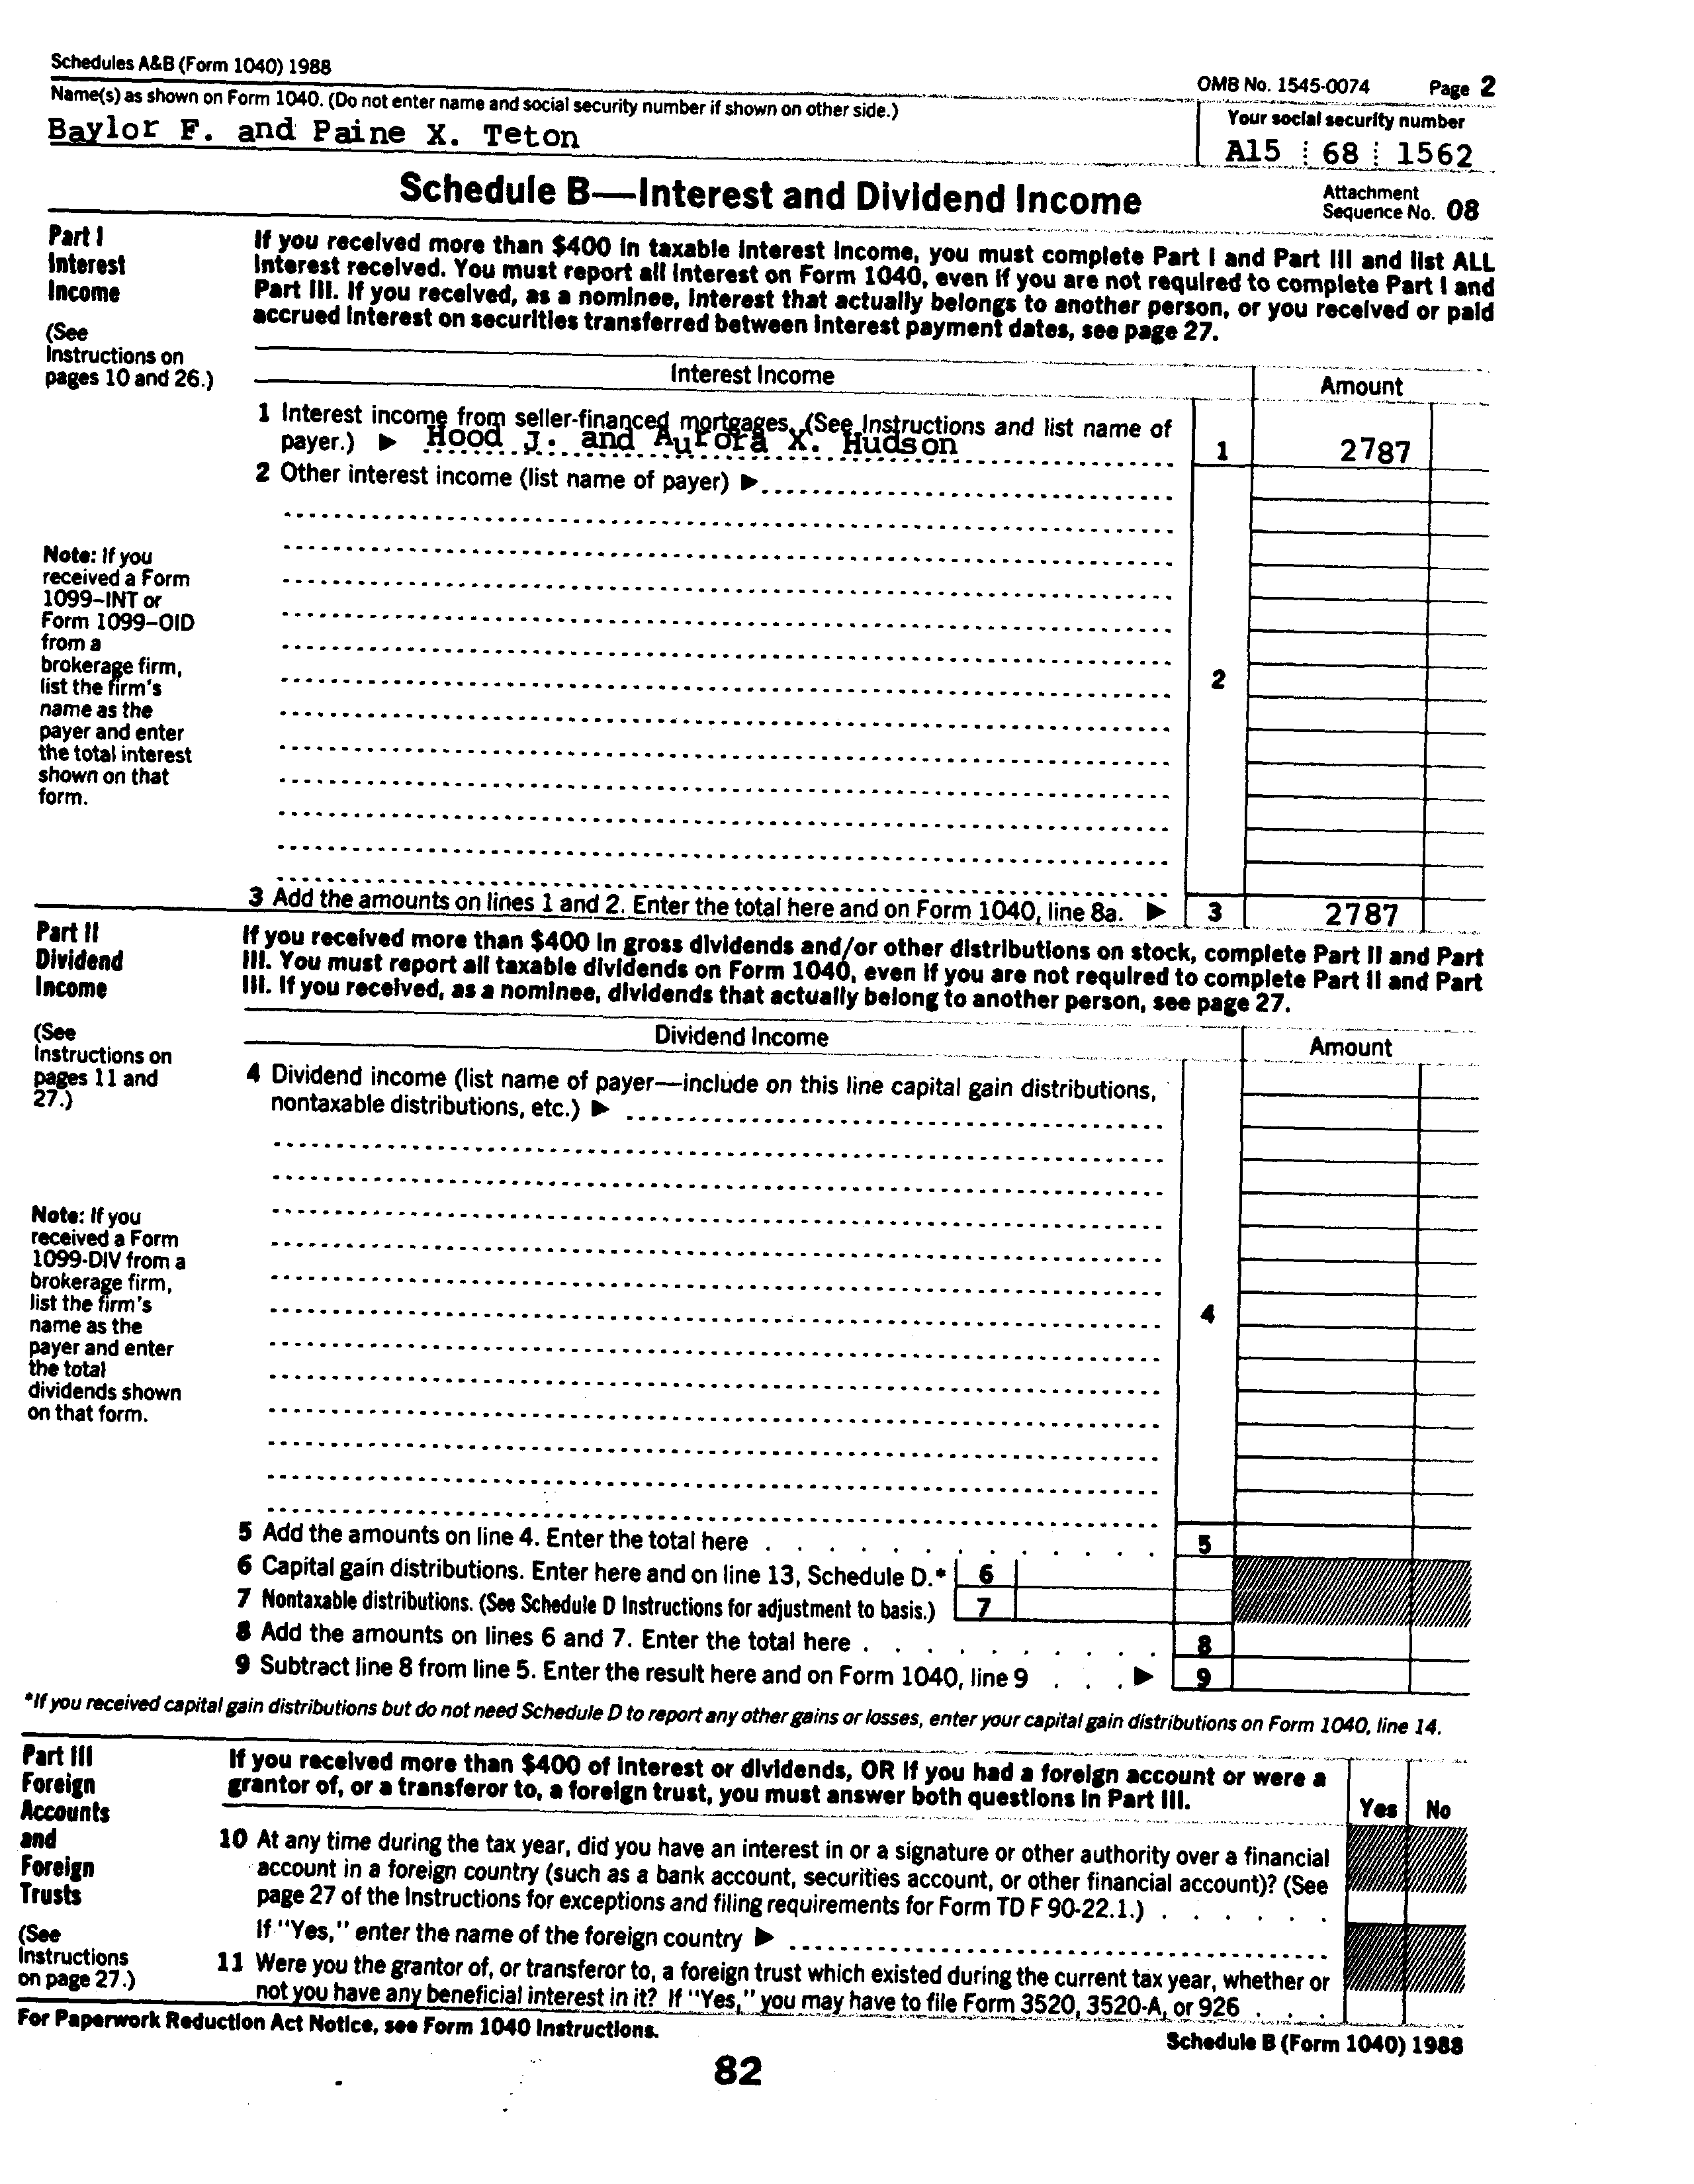 Schedules A&B (Form 1040) 1988
OMB No. 1545-0074 Page 2
Name(s) as shown on Form 1040. (Do not enter name and social security number if shown on other side.)
Your social security number
Baylor F. and Paine X. Teton
A15 68 1562
Schedule B—Interest and Dividend Income
Attachment
Sequence No. 08
Part I
Interest
Income
(See
Instructions on
pages 10 and 26.)
If you received more than $400 in taxable interest income, you must complete Part I and Part III and list ALL
interest received. You must report all interest on Form 1040, even if you are not required to complete Part I and
Part III. If you received, as a nominee, interest that actually belongs to another person, or you received or paid
accrued interest on securities transferred between interest payment dates, see page 27.
Interest Income
Amount
1 Interest income from seller-financed mortgages. (See Instructions and list name of
payer.) ▶ Hood J. and Aurora X. Hudson 1 2787
2 Other interest income (list name of payer) ▶
Note: If you
received a Form
1099–INT or
Form 1099–OID
from a
brokerage firm,
list the firm's
name as the
payer and enter
the total interest
shown on that
form.
2
3 Add the amounts on lines 1 and 2. Enter the total here and on Form 1040, line 8a. ▶ 3 2787
Part II
Dividend
Income
(See
Instructions on
pages 11 and
27.)
If you received more than $400 in gross dividends and/or other distributions on stock, complete Part II and Part
III. You must report all taxable dividends on Form 1040, even if you are not required to complete Part II and Part
III. If you received, as a nominee, dividends that actually belong to another person, see page 27.
Dividend Income
Amount
4 Dividend income (list name of payer—include on this line capital gain distributions,
nontaxable distributions, etc.) ▶
Note: If you
received a Form
1099-DIV from a
brokerage firm,
list the firm's
name as the
payer and enter
the total
dividends shown
on that form.
4
5 Add the amounts on line 4. Enter the total here . . . . . . . . . . . . 5
6 Capital gain distributions. Enter here and on line 13, Schedule D.* 6
7 Nontaxable distributions. (See Schedule D Instructions for adjustment to basis.) 7
8 Add the amounts on lines 6 and 7. Enter the total here . . . . . . . . . . 8
9 Subtract line 8 from line 5. Enter the result here and on Form 1040, line 9 . . . ▶ 9
*If you received capital gain distributions but do not need Schedule D to report any other gains or losses, enter your capital gain distributions on Form 1040, line 14.
Part III
Foreign
Accounts
and
Foreign
Trusts
(See
Instructions
on page 27.)
If you received more than $400 of interest or dividends, OR if you had a foreign account or were a
grantor of, or a transferor to, a foreign trust, you must answer both questions in Part III.
Yes No
10 At any time during the tax year, did you have an interest in or a signature or other authority over a financial
account in a foreign country (such as a bank account, securities account, or other financial account)? (See
page 27 of the Instructions for exceptions and filing requirements for Form TD F 90-22.1.) . . . . . .
If "Yes," enter the name of the foreign country ▶
11 Were you the grantor of, or transferor to, a foreign trust which existed during the current tax year, whether or
not you have any beneficial interest in it? If "Yes," you may have to file Form 3520, 3520-A, or 926 . . .
For Paperwork Reduction Act Notice, see Form 1040 Instructions.
Schedule B (Form 1040) 1988
82